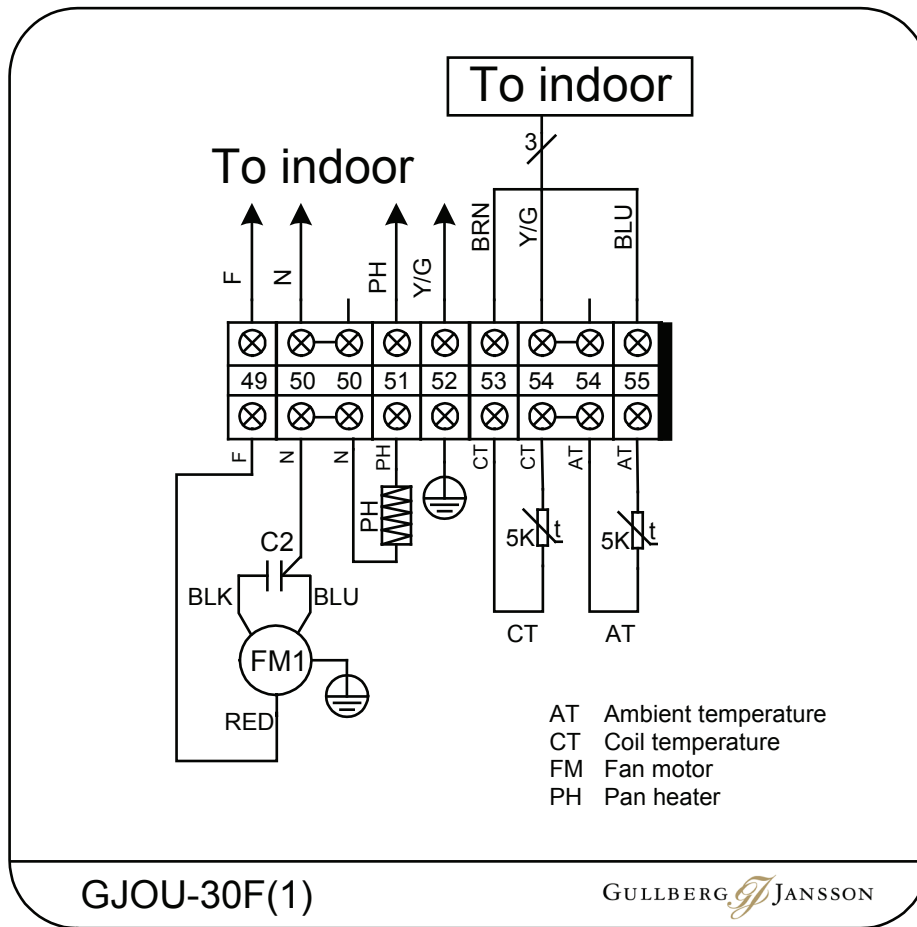 To indoor
3
To indoor
F N PH Y/G BRN Y/G BLU
49 50 50 51 52 53 54 54 55
F N N PH CT CT AT AT
PH
5K t 5K t
C2
BLK BLU
CT AT
FM1
RED
AT Ambient temperature
CT Coil temperature
FM Fan motor
PH Pan heater
GJOU-30F(1)
GULLBERG GJ JANSSON